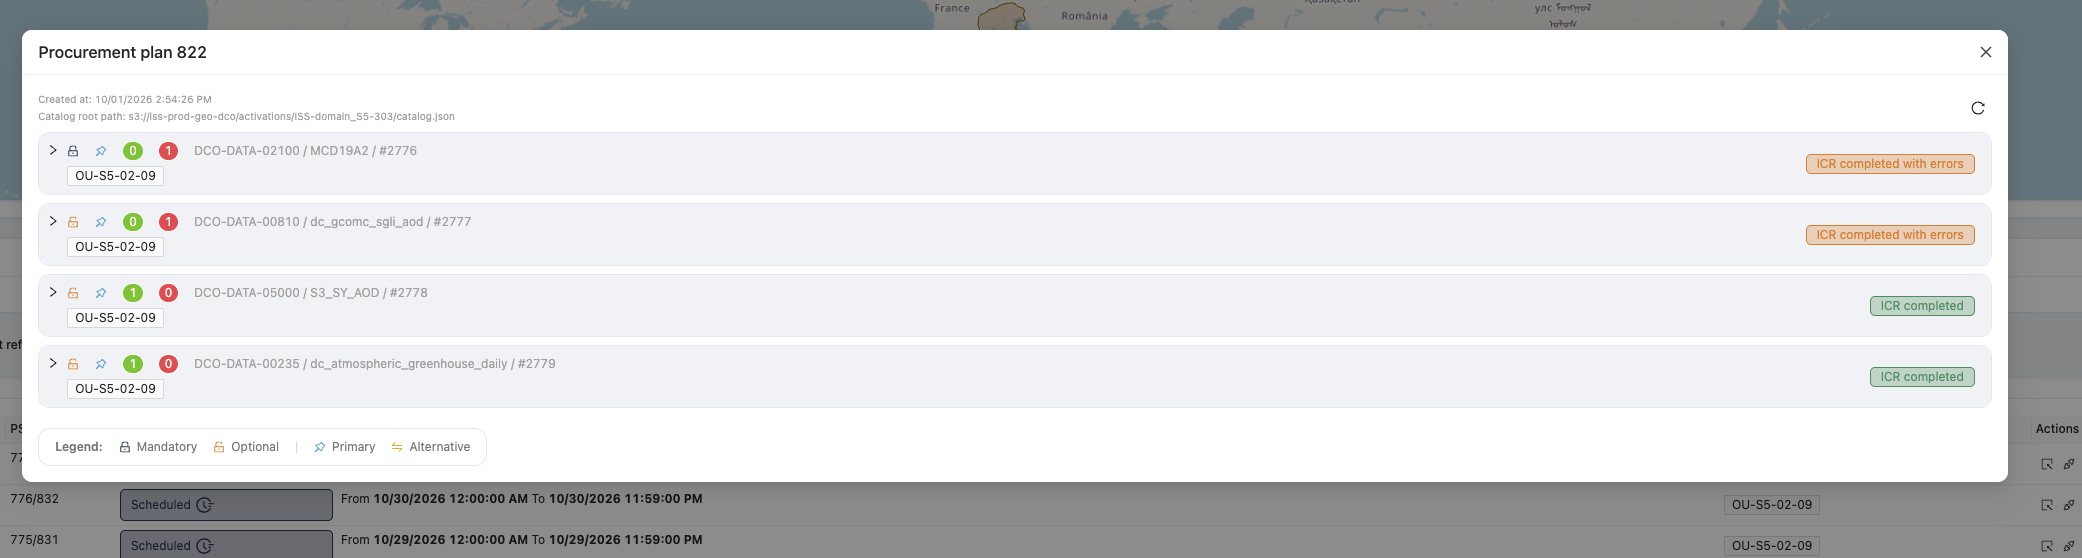 France
România
улс
Procurement plan 822
Created at: 10/01/2026 2:54:26 PM
Catalog root path: s3://iss-prod-geo-dco/activations/ISS-domain_S5-303/catalog.json
0 1 DCO-DATA-02100 / MCD19A2 / #2776
OU-S5-02-09
ICR completed with errors
0 1 DCO-DATA-00810 / dc_gcomc_sgli_aod / #2777
OU-S5-02-09
ICR completed with errors
1 0 DCO-DATA-05000 / S3_SY_AOD / #2778
OU-S5-02-09
ICR completed
1 0 DCO-DATA-00235 / dc_atmospheric_greenhouse_daily / #2779
OU-S5-02-09
ICR completed
Legend: Mandatory Optional | Primary Alternative
t ref
PS
Actions
77
776/832 Scheduled From 10/30/2026 12:00:00 AM To 10/30/2026 11:59:00 PM OU-S5-02-09
775/831 Scheduled From 10/29/2026 12:00:00 AM To 10/29/2026 11:59:00 PM OU-S5-02-09